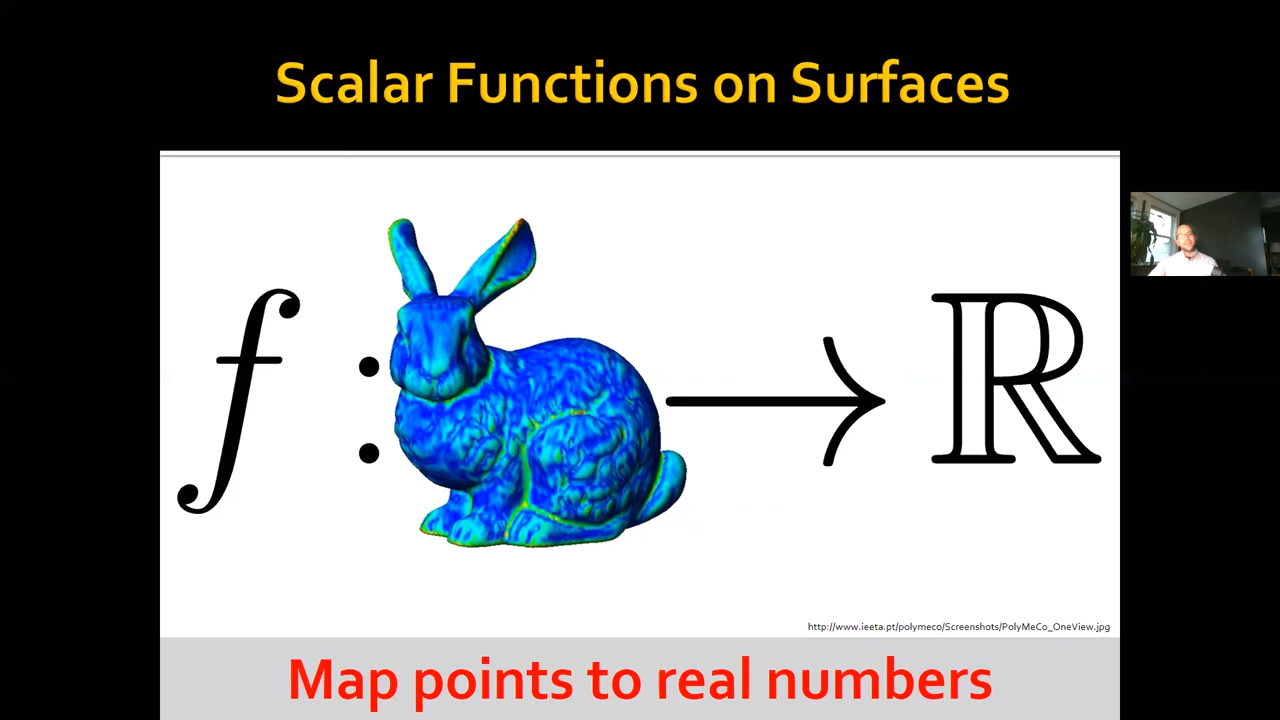 Scalar Functions on Surfaces
f : → ℝ
http://www.ieeta.pt/polymeco/Screenshots/PolyMeCo_OneView.jpg
Map points to real numbers